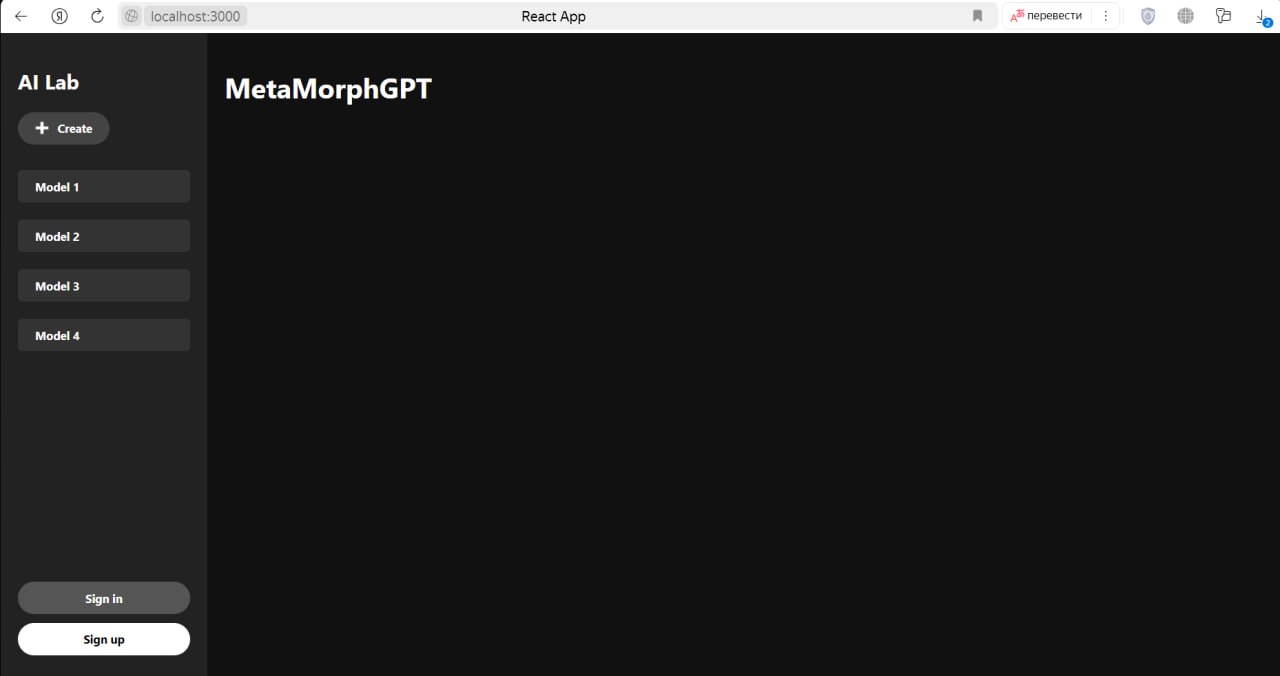 localhost:3000
React App
перевести
AI Lab
MetaMorphGPT
Create
Model 1
Model 2
Model 3
Model 4
Sign in
Sign up
2